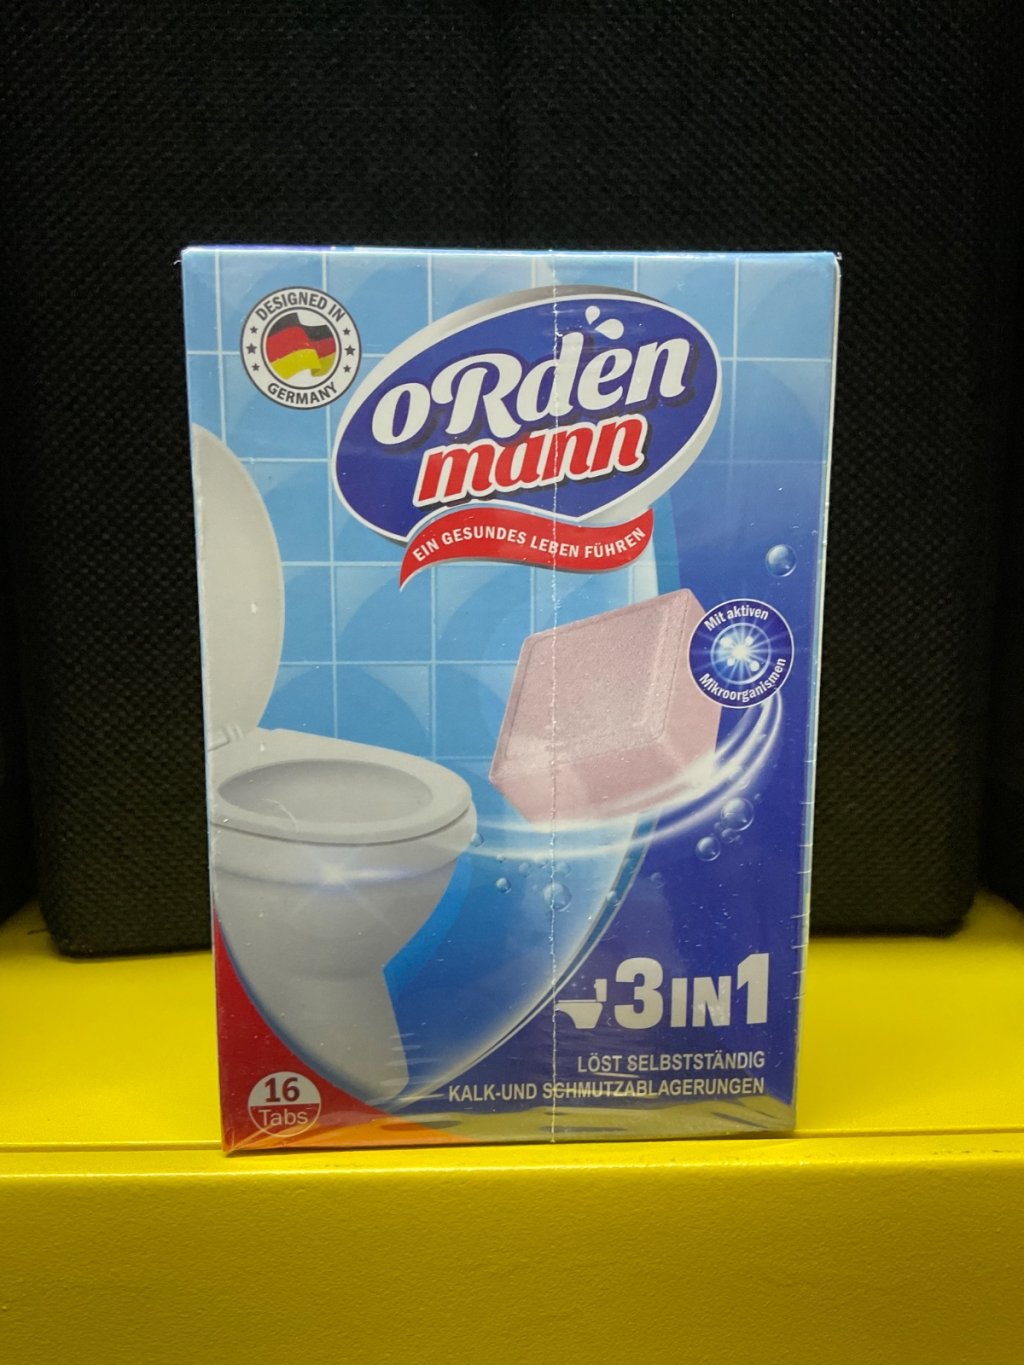 DESIGNED IN
GERMANY
oRden
mann
EIN GESUNDES LEBEN FÜHREN
Mit aktiven
Mikroorganismen
3IN1
LÖST SELBSTSTÄNDIG
KALK-UND SCHMUTZABLAGERUNGEN
16
Tabs